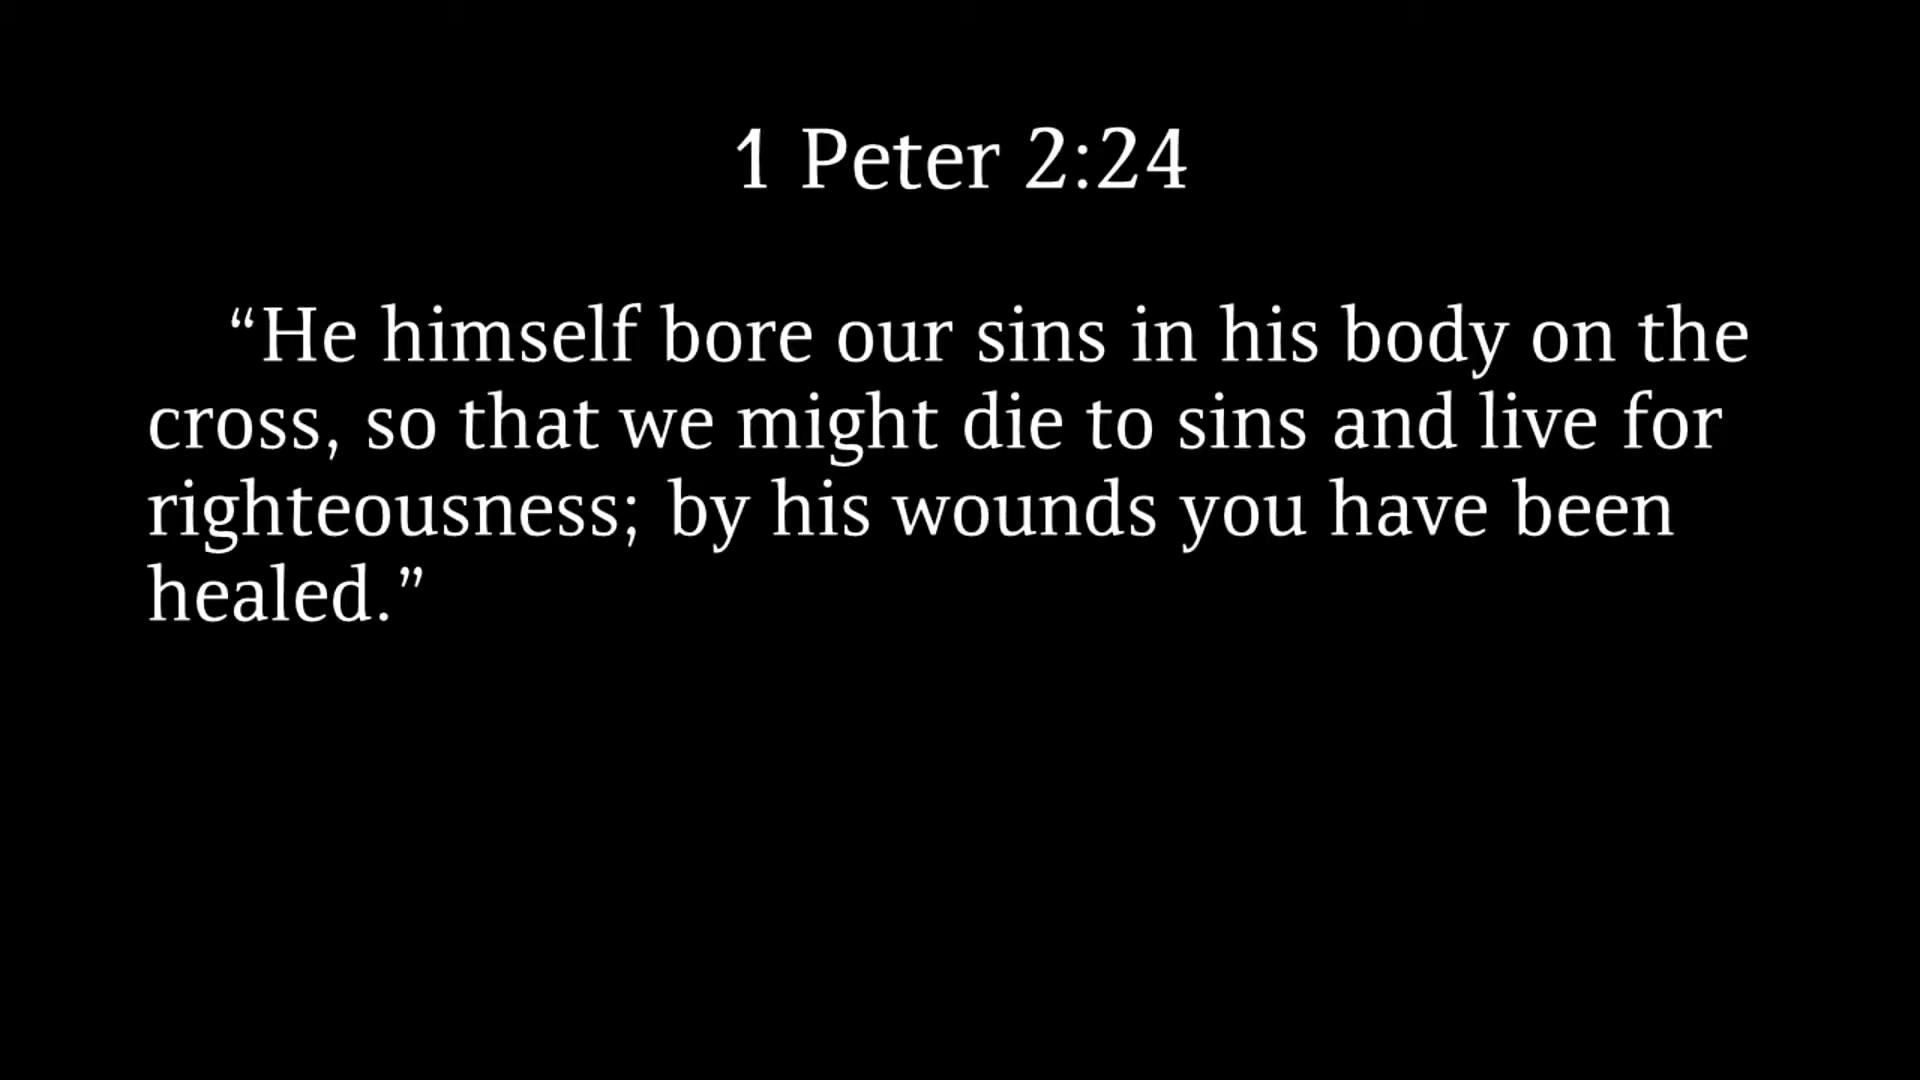 1 Peter 2:24
“He himself bore our sins in his body on the
cross, so that we might die to sins and live for
righteousness; by his wounds you have been
healed.”